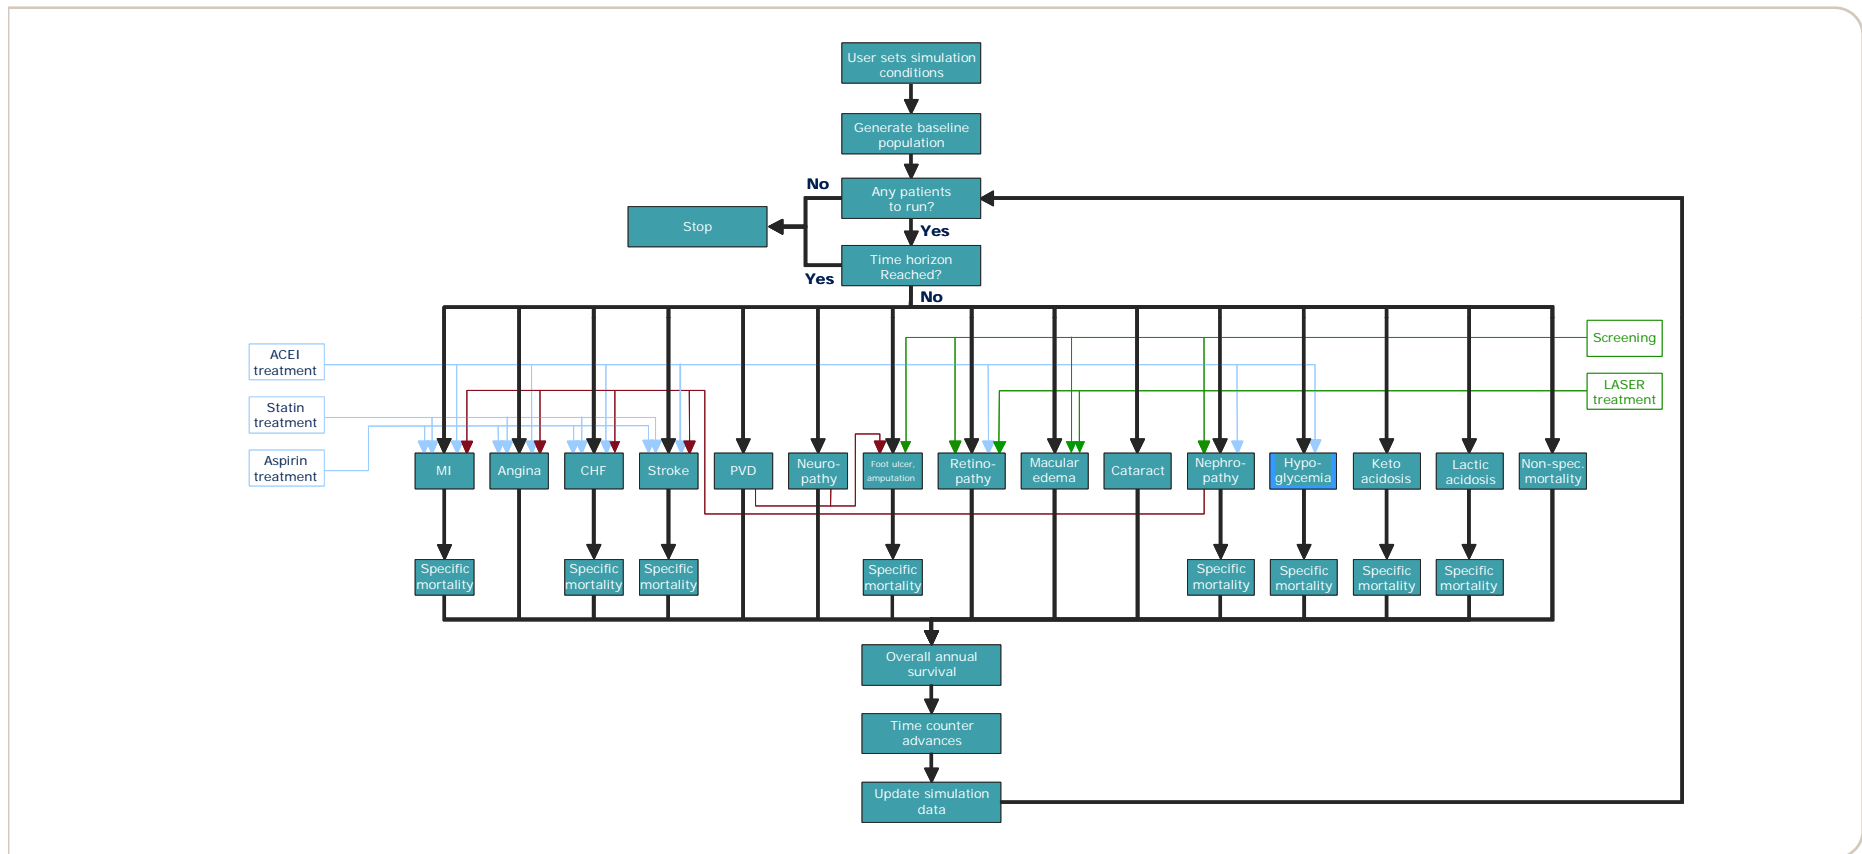 User sets simulation
conditions
Generate baseline
population
No
Any patients
to run?
Stop
Yes
Time horizon
Reached?
Yes
No
ACEI
treatment
Statin
treatment
Aspirin
treatment
Screening
LASER
treatment
MI
Angina
CHF
Stroke
PVD
Neuro-
pathy
Foot ulcer,
amputation
Retino-
pathy
Macular
edema
Cataract
Nephro-
pathy
Hypo-
glycemia
Keto
acidosis
Lactic
acidosis
Non-spec.
mortality
Specific
mortality
Specific
mortality
Specific
mortality
Specific
mortality
Specific
mortality
Specific
mortality
Specific
mortality
Specific
mortality
Overall annual
survival
Time counter
advances
Update simulation
data